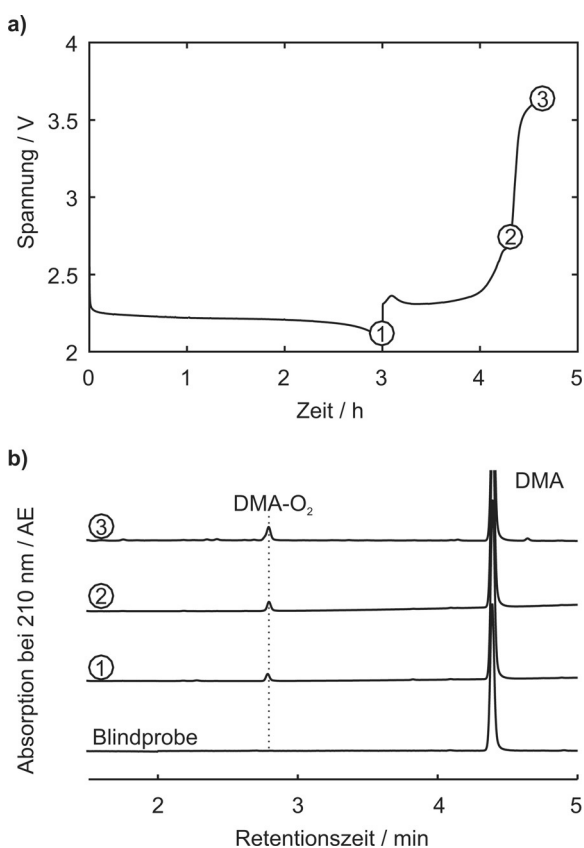 a)
4
3.5
3
2.5
2
Spannung / V
3
2
1
0 1 2 3 4 5
Zeit / h
b)
DMA
DMA-O₂
3
2
1
Blindprobe
Absorption bei 210 nm / AE
2 3 4 5
Retentionszeit / min